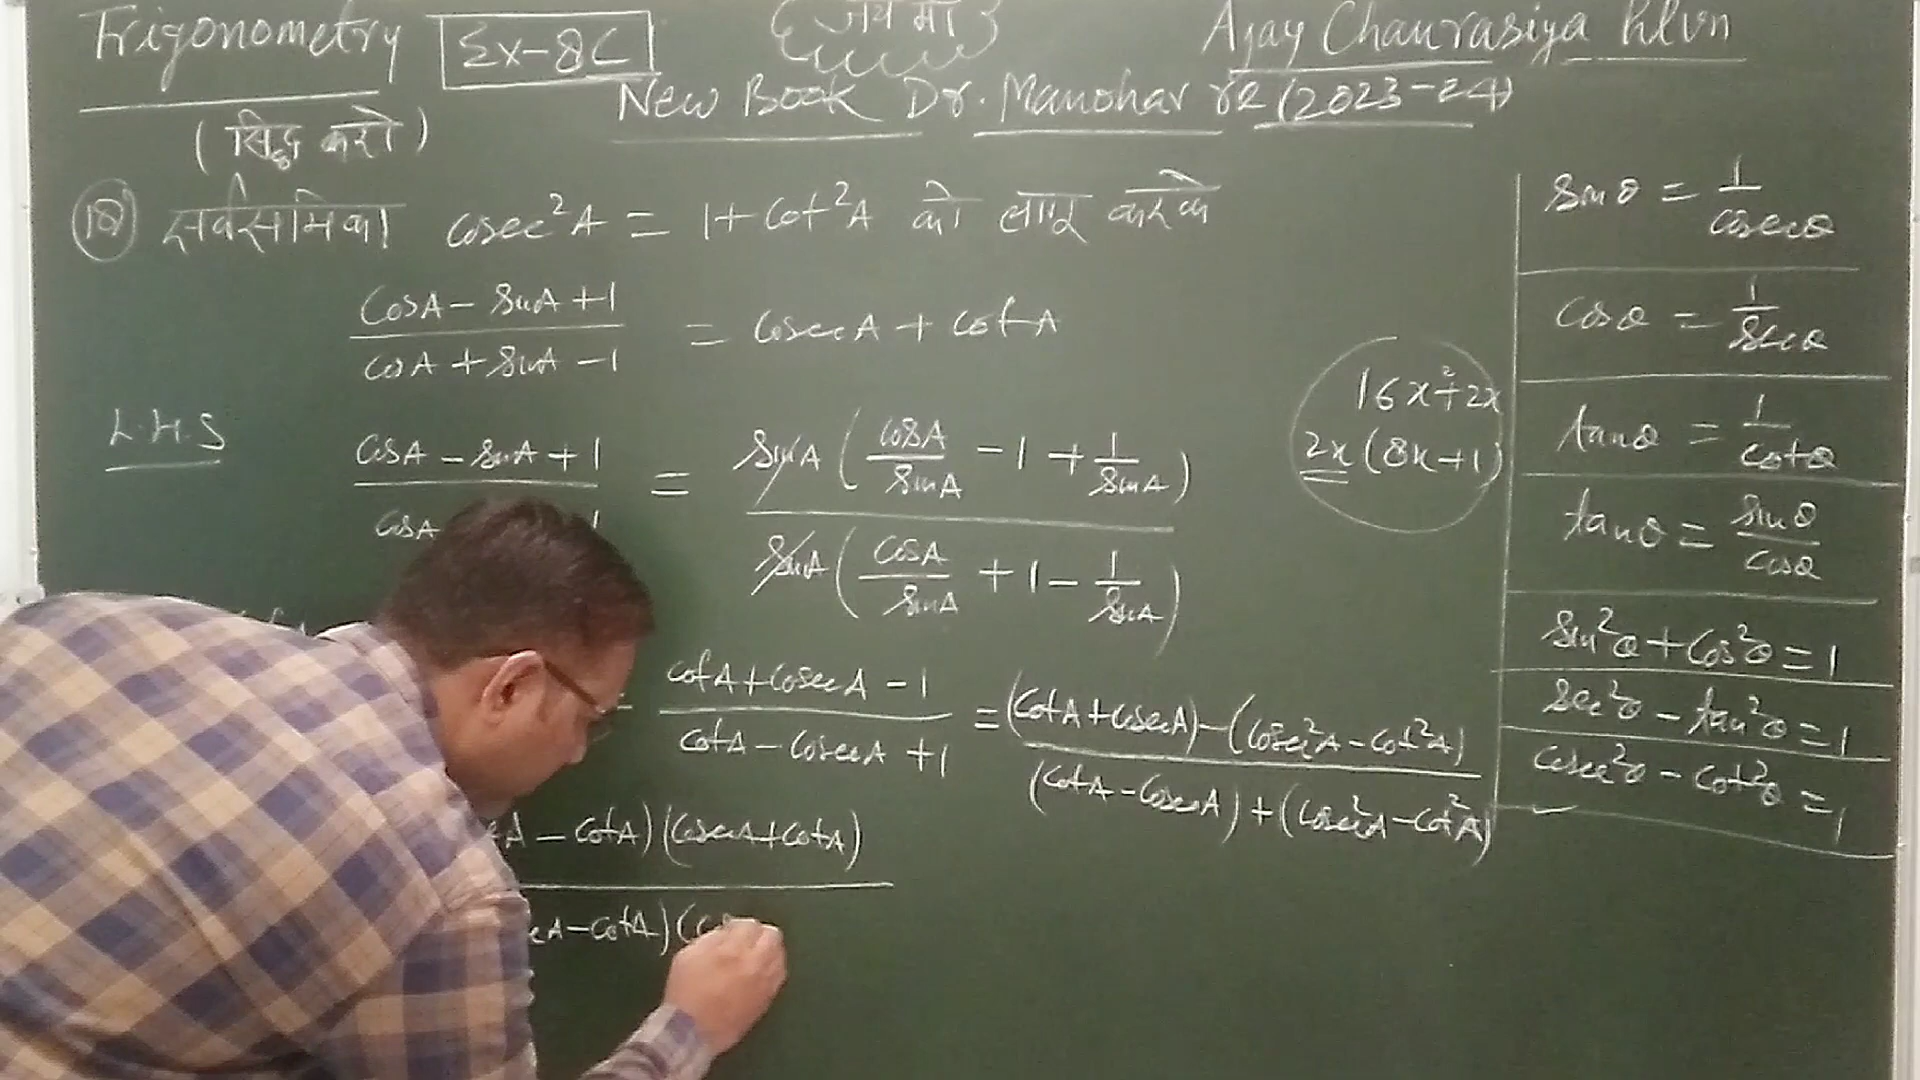 Trigonometry Ex-8C जय मां Ajay Chaurasiya
New Book Dr. Manohar re (2023-24)
(सिद्ध करो)
18 सर्वसमिका cosec²A = 1 + cot²A को लागू करके
(cosA - sinA + 1)/(cosA + sinA - 1) = cosecA + cotA
L.H.S
(cosA - sinA + 1)/(cosA 1) = sinA(cosA/sinA - 1 + 1/sinA)/sinA(cosA/sinA + 1 - 1/sinA)
(cotA + cosecA - 1)/(cotA - cosecA + 1) = ((cotA + cosecA) - (cosec²A - cot²A))/((cotA - cosecA) + (cosec²A - cot²A))
A - cotA)(cosecA + cotA)
cA - cotA)(
16x² + 2x
2x(8x+1)
sinθ = 1/cosecθ
cosθ = 1/secθ
tanθ = 1/cotθ
tanθ = sinθ/cosθ
sin²θ + cos²θ = 1
sec²θ - tan²θ = 1
cosec²θ - cot²θ = 1